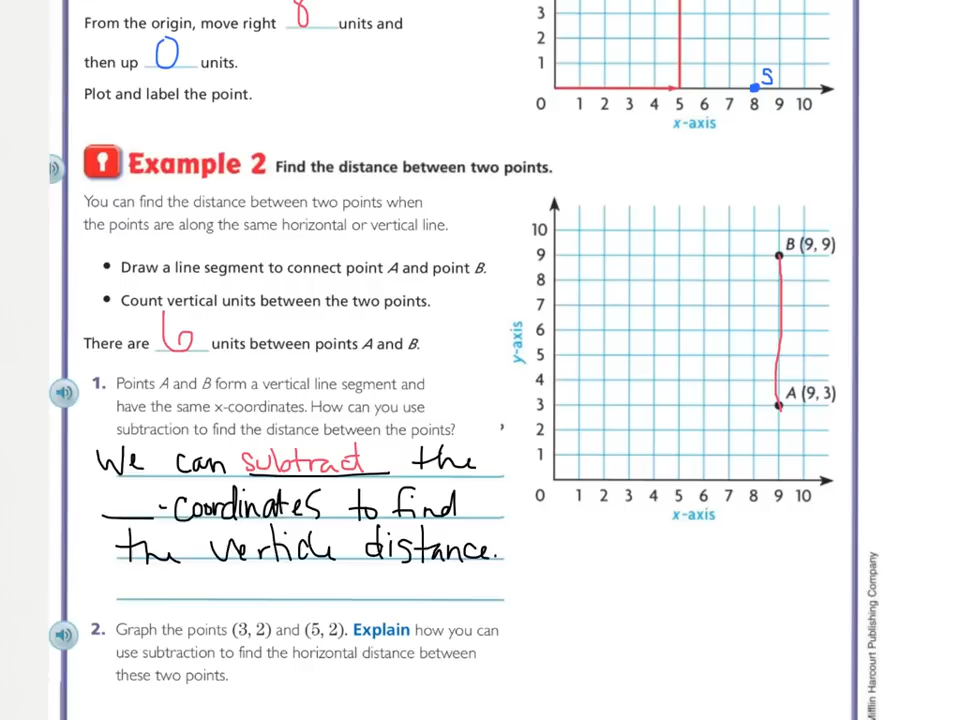 From the origin, move right 8 units and
then up 0 units.
Plot and label the point.
3
2
1
0 1 2 3 4 5 6 7 8 9 10
x-axis
S
Example 2 Find the distance between two points.
You can find the distance between two points when
the points are along the same horizontal or vertical line.
• Draw a line segment to connect point A and point B.
• Count vertical units between the two points.
There are 6 units between points A and B.
1. Points A and B form a vertical line segment and
have the same x-coordinates. How can you use
subtraction to find the distance between the points?
We can subtract the
___-coordinates to find
the verticle distance.
10
9
8
7
6
5
4
3
2
1
0 1 2 3 4 5 6 7 8 9 10
y-axis
x-axis
B (9, 9)
A (9, 3)
2. Graph the points (3, 2) and (5, 2). Explain how you can
use subtraction to find the horizontal distance between
these two points.
Mifflin Harcourt Publishing Company